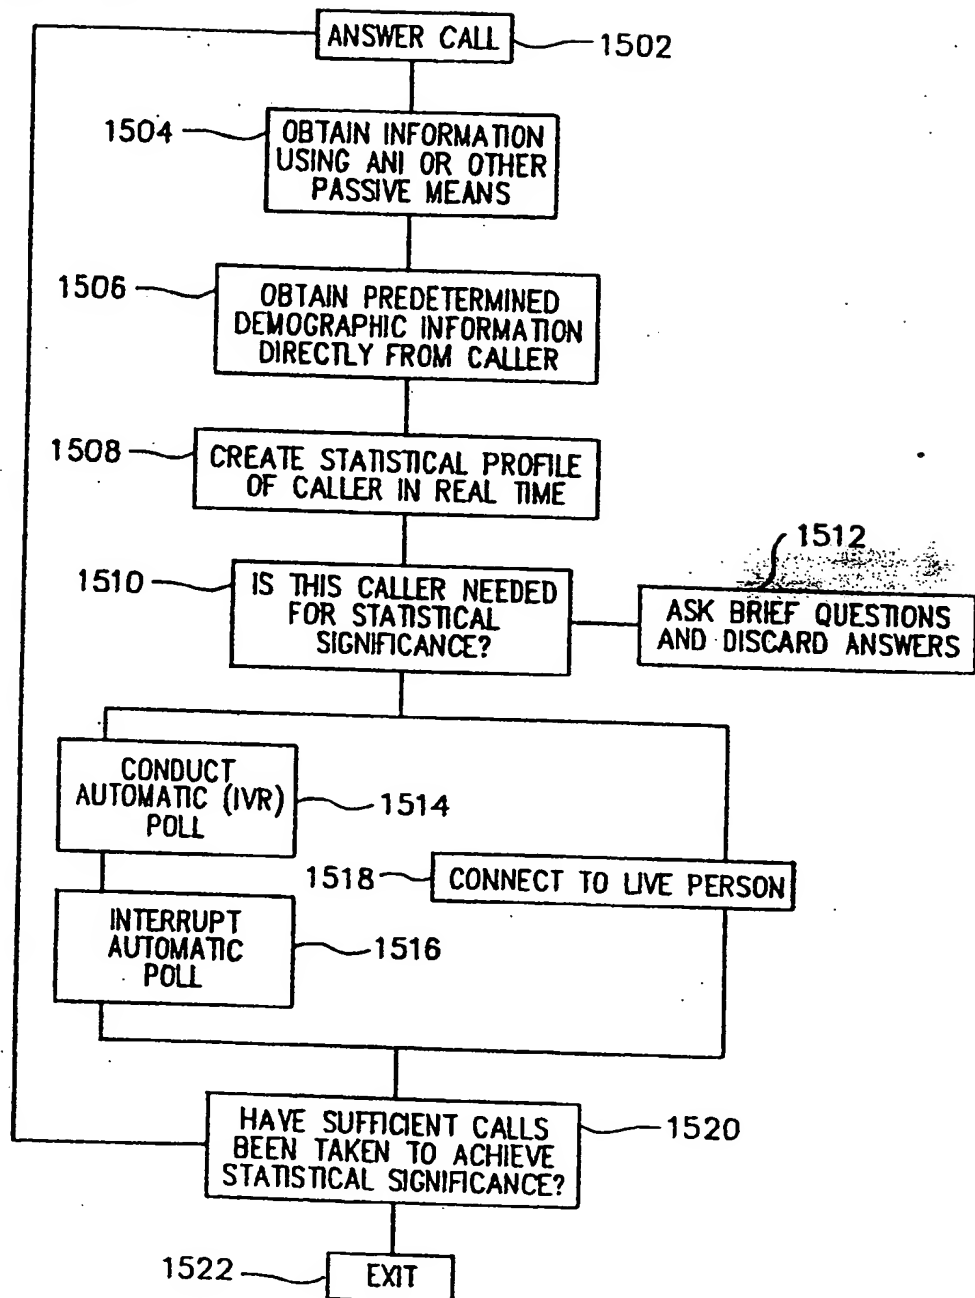 ANSWER CALL
1502
1504
OBTAIN INFORMATION
USING ANI OR OTHER
PASSIVE MEANS
1506
OBTAIN PREDETERMINED
DEMOGRAPHIC INFORMATION
DIRECTLY FROM CALLER
1508
CREATE STATISTICAL PROFILE
OF CALLER IN REAL TIME
1510
IS THIS CALLER NEEDED
FOR STATISTICAL
SIGNIFICANCE?
1512
ASK BRIEF QUESTIONS
AND DISCARD ANSWERS
CONDUCT
AUTOMATIC (IVR)
POLL
1514
1518
CONNECT TO LIVE PERSON
INTERRUPT
AUTOMATIC
POLL
1516
HAVE SUFFICIENT CALLS
BEEN TAKEN TO ACHIEVE
STATISTICAL SIGNIFICANCE?
1520
1522
EXIT